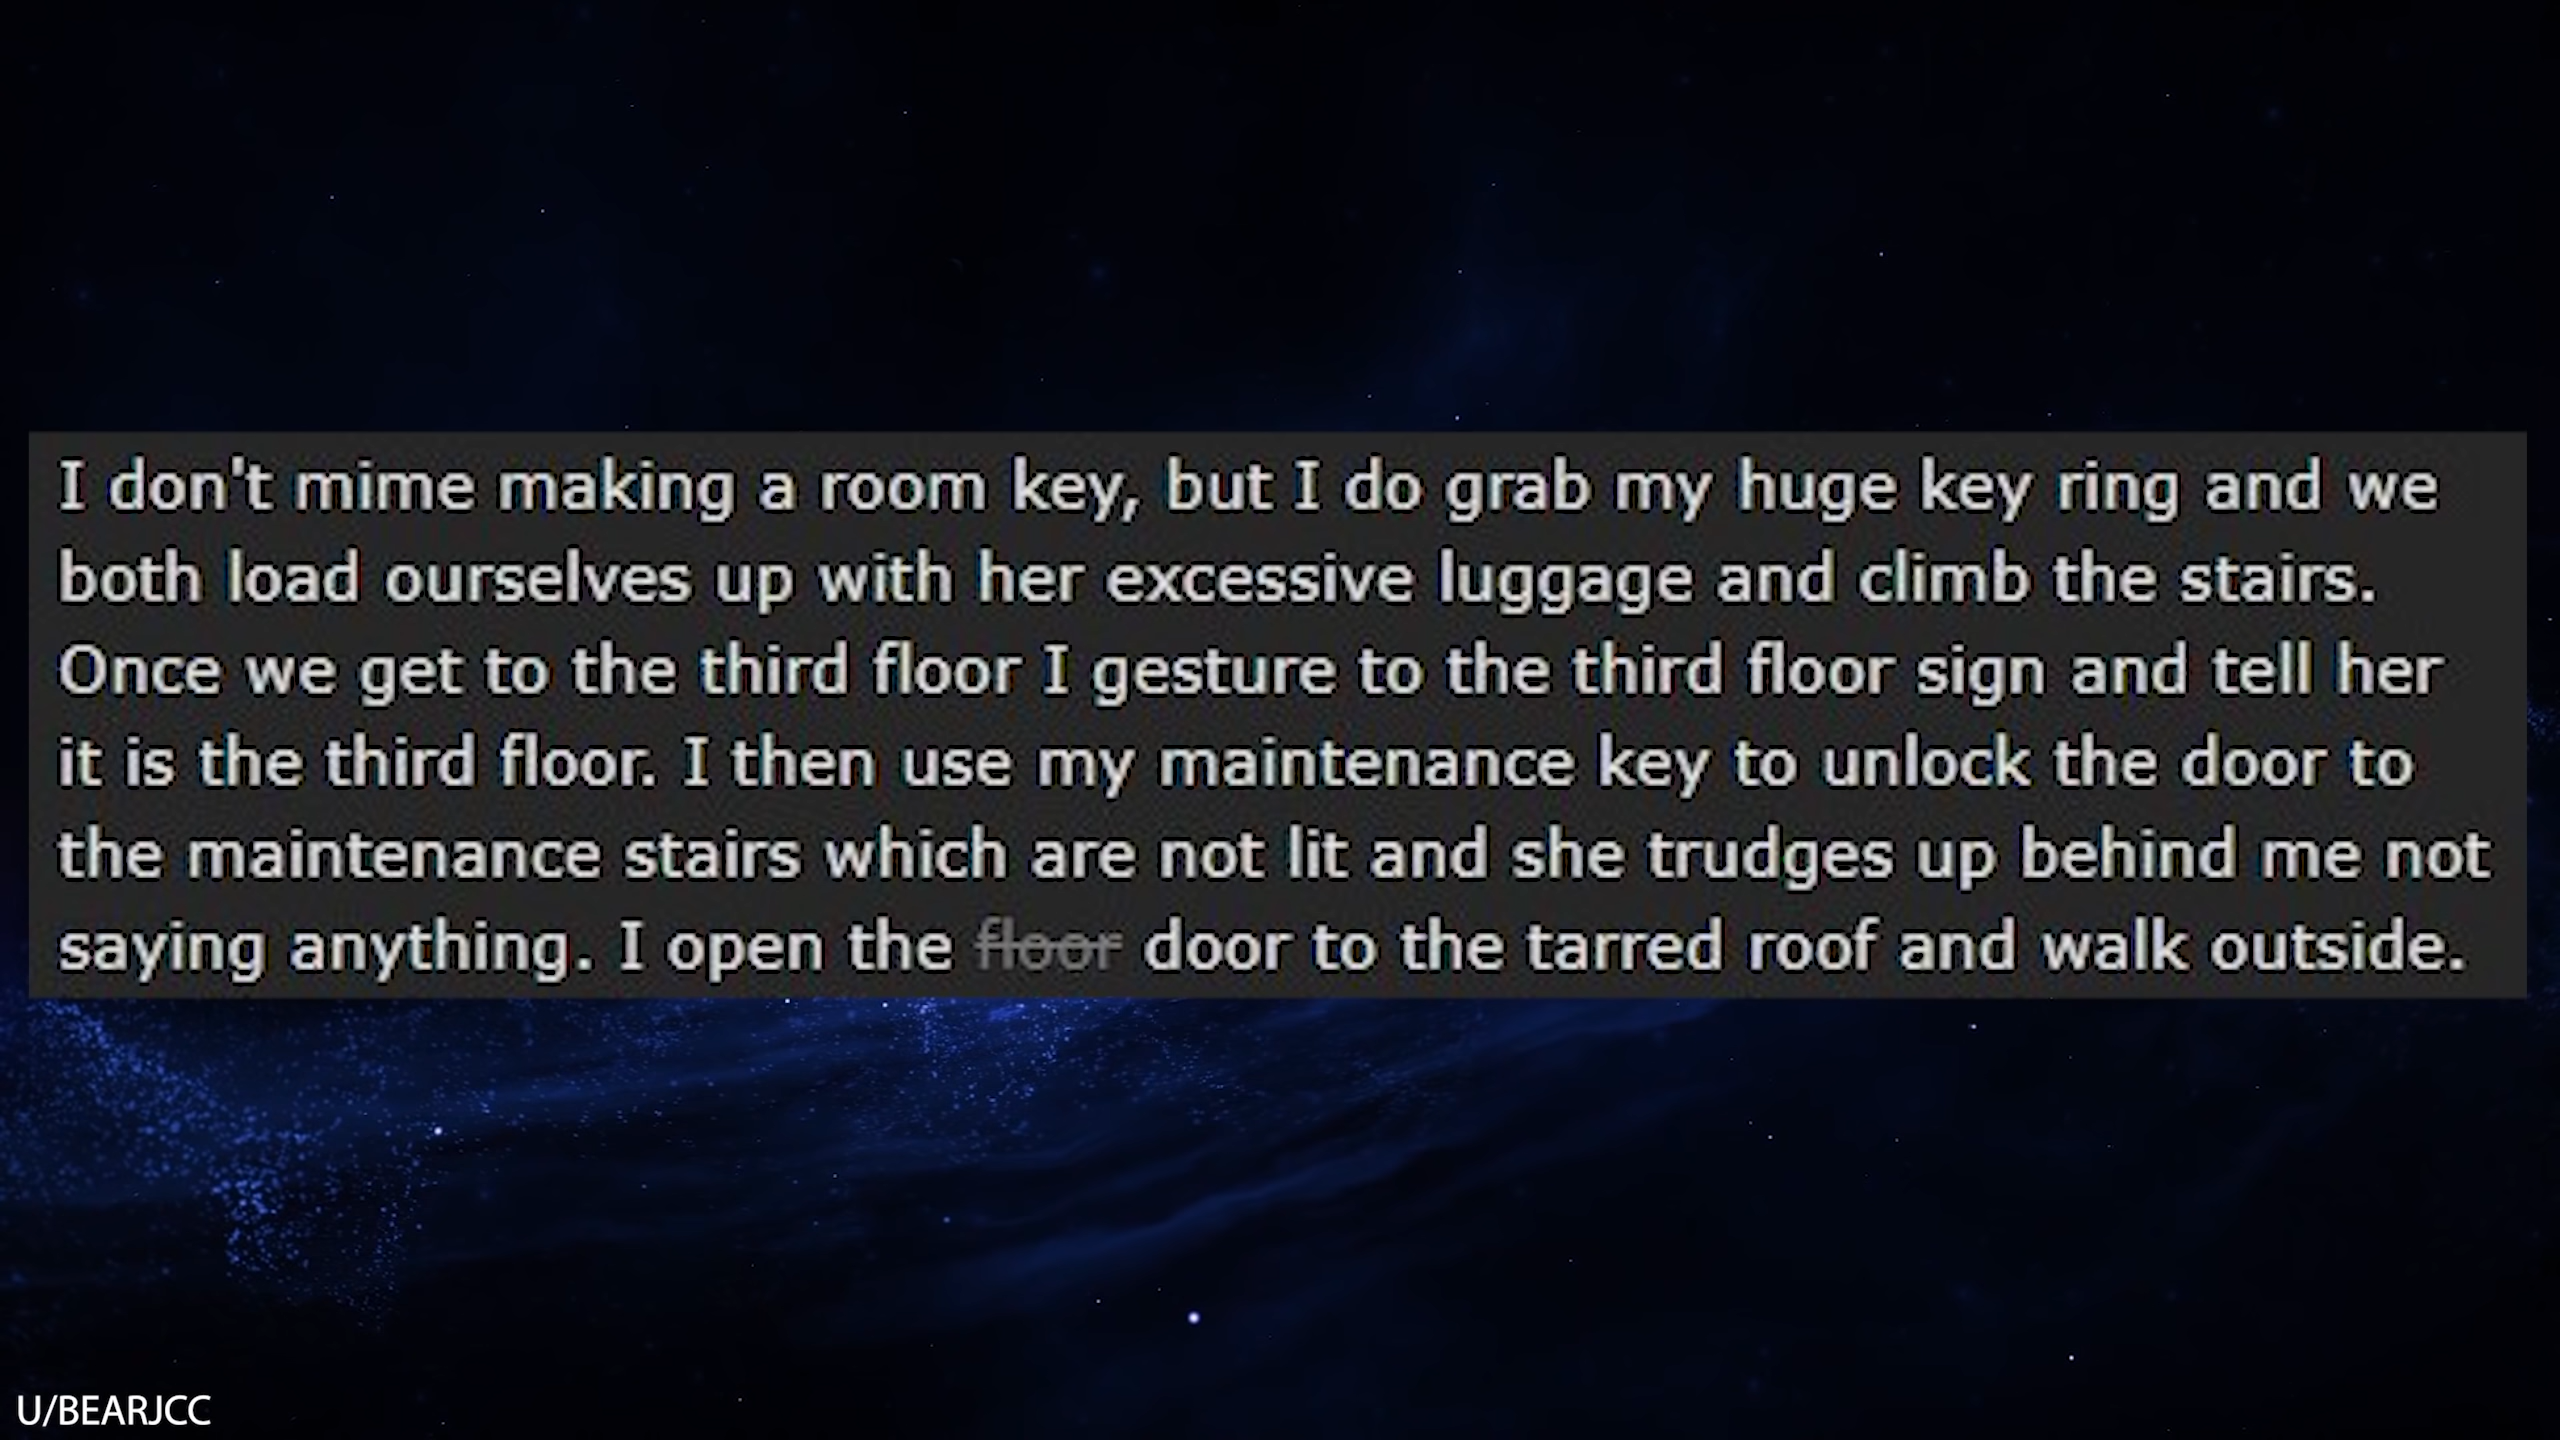 I don't mime making a room key, but I do grab my huge key ring and we
both load ourselves up with her excessive luggage and climb the stairs.
Once we get to the third floor I gesture to the third floor sign and tell her
it is the third floor. I then use my maintenance key to unlock the door to
the maintenance stairs which are not lit and she trudges up behind me not
saying anything. I open the floor door to the tarred roof and walk outside.
U/BEARJCC